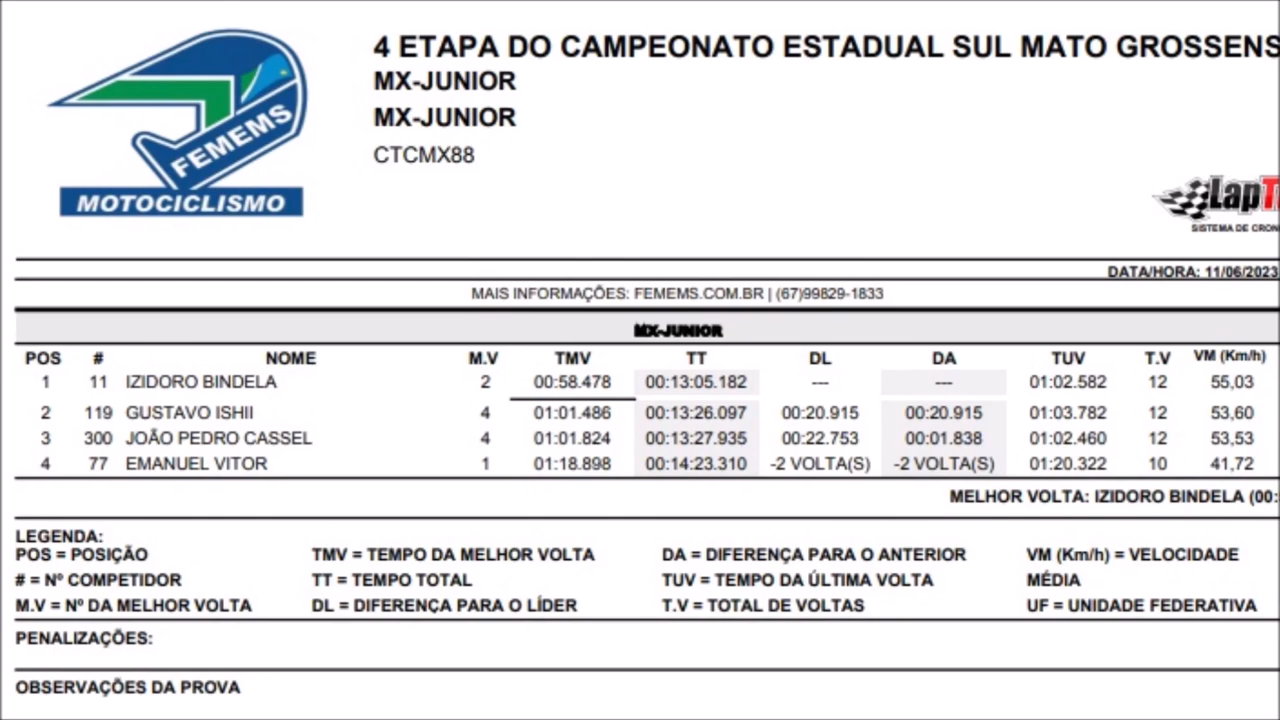 FEMEMS
MOTOCICLISMO
4 ETAPA DO CAMPEONATO ESTADUAL SUL MATO GROSSENS
MX-JUNIOR
MX-JUNIOR
CTCMX88
LapT
SISTEMA DE CRON
DATA/HORA: 11/06/2023
MAIS INFORMAÇÕES: FEMEMS.COM.BR | (67)99829-1833
MX-JUNIOR
POS # NOME M.V TMV TT DL DA TUV T.V VM (Km/h)
1 11 IZIDORO BINDELA 2 00:58.478 00:13:05.182 --- --- 01:02.582 12 55,03
2 119 GUSTAVO ISHII 4 01:01.486 00:13:26.097 00:20.915 00:20.915 01:03.782 12 53,60
3 300 JOÃO PEDRO CASSEL 4 01:01.824 00:13:27.935 00:22.753 00:01.838 01:02.460 12 53,53
4 77 EMANUEL VITOR 1 01:18.898 00:14:23.310 -2 VOLTA(S) -2 VOLTA(S) 01:20.322 10 41,72
MELHOR VOLTA: IZIDORO BINDELA (00:
LEGENDA:
POS = POSIÇÃO TMV = TEMPO DA MELHOR VOLTA DA = DIFERENÇA PARA O ANTERIOR VM (Km/h) = VELOCIDADE
# = Nº COMPETIDOR TT = TEMPO TOTAL TUV = TEMPO DA ÚLTIMA VOLTA MÉDIA
M.V = Nº DA MELHOR VOLTA DL = DIFERENÇA PARA O LÍDER T.V = TOTAL DE VOLTAS UF = UNIDADE FEDERATIVA
PENALIZAÇÕES:
OBSERVAÇÕES DA PROVA